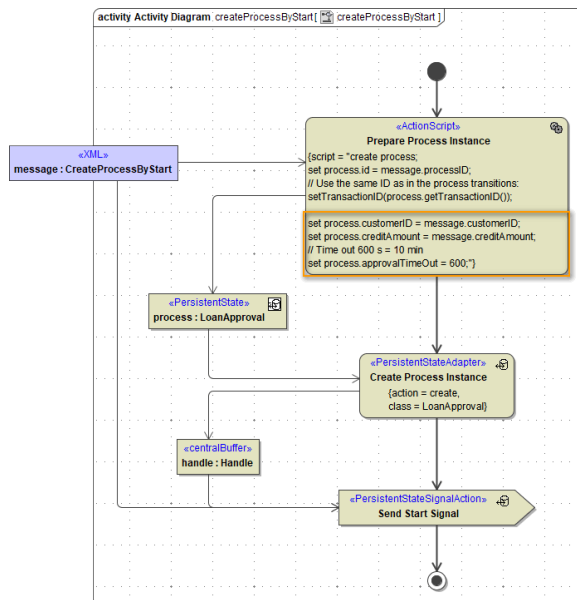 activity Activity Diagram createProcessByStart[ createProcessByStart ]
«ActionScript»
Prepare Process Instance
{script = "create process;
set process.id = message.processID;
// Use the same ID as in the process transitions:
setTransactionID(process.getTransactionID());
set process.customerID = message.customerID;
set process.creditAmount = message.creditAmount;
// Time out 600 s = 10 min
set process.approvalTimeOut = 600;"}
«XML»
message : CreateProcessByStart
«PersistentState»
process : LoanApproval
«PersistentStateAdapter»
Create Process Instance
{action = create,
class = LoanApproval}
«centralBuffer»
handle : Handle
«PersistentStateSignalAction»
Send Start Signal